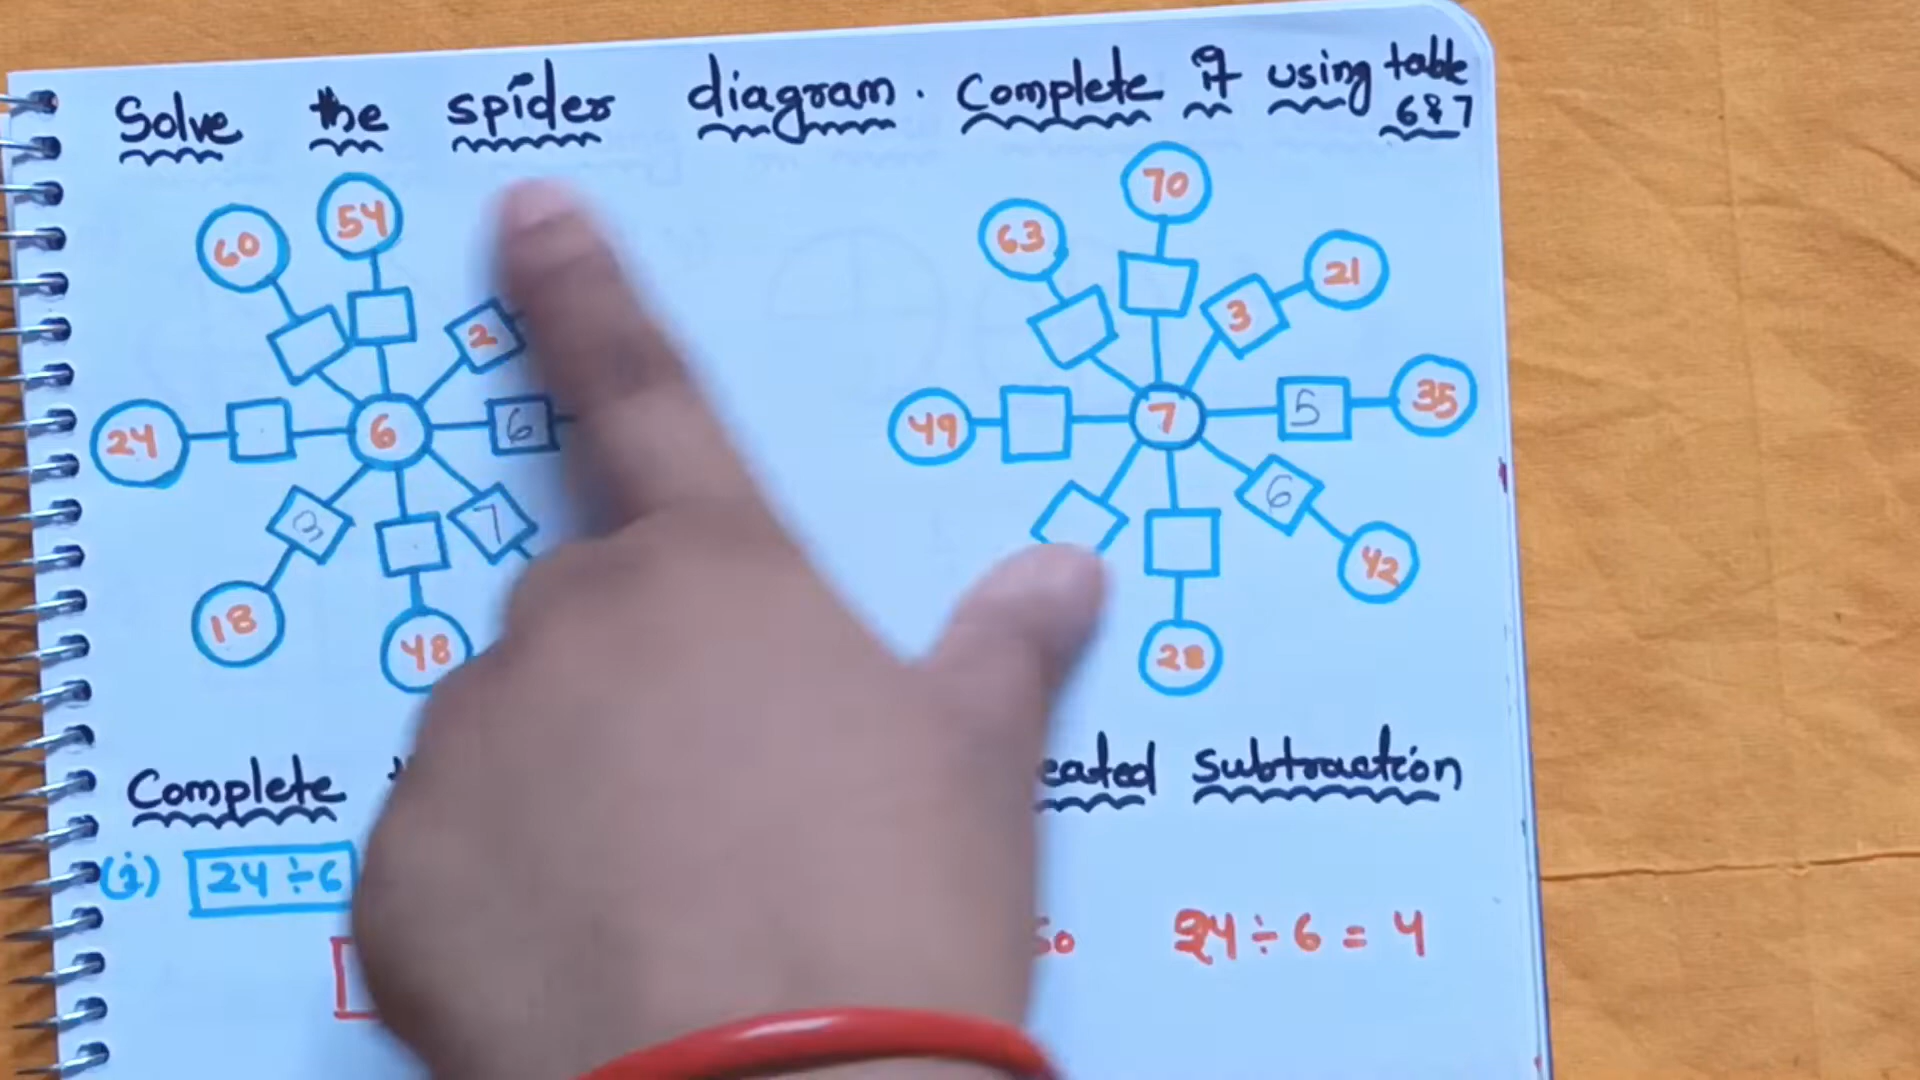 Solve the spider diagram. Complete it using table
6 & 7
60 54
2
24 6 6
3 7
18 48
70
63 21
3
49 7 5 35
6
42
28
Complete
eated subtraction
(i) 24 ÷ 6
So 24 ÷ 6 = 4